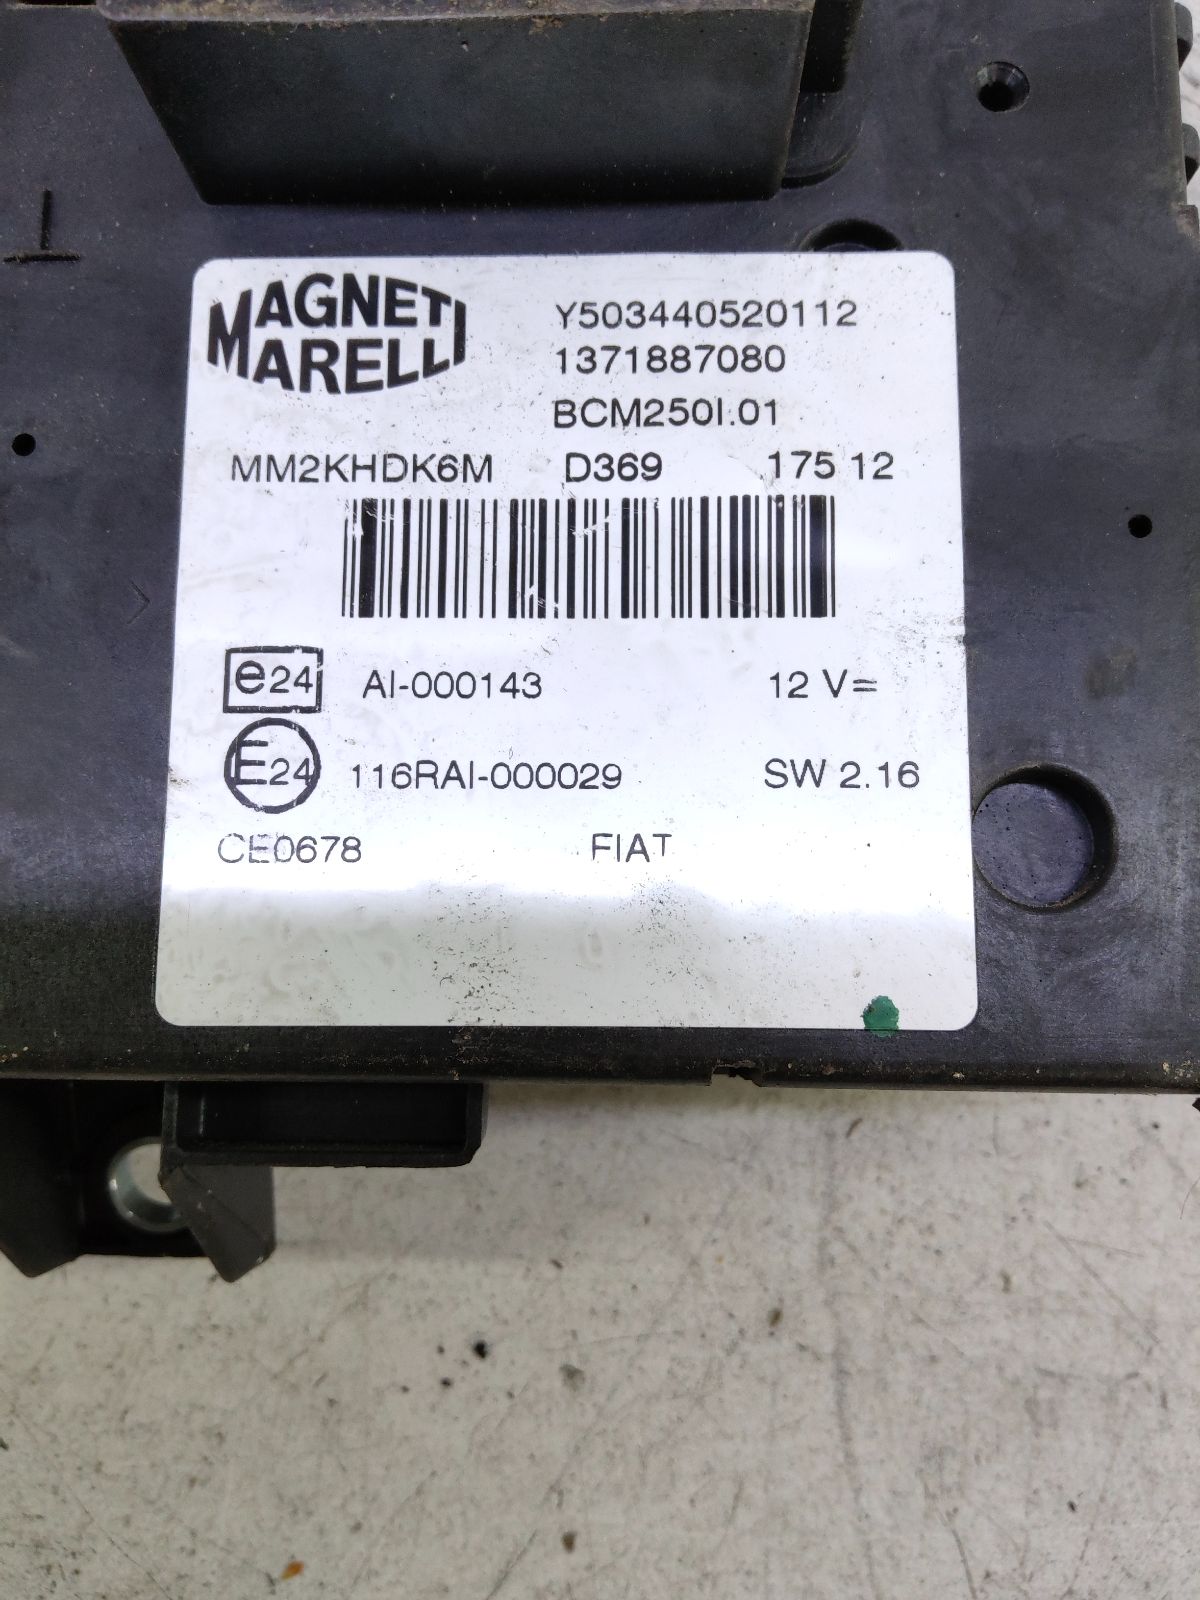 MAGNETI
MARELLI
Y503440520112
1371887080
BCM250I.01
MM2KHDK6M D369 175 12
e24 AI-000143 12 V=
E24 116RAI-000029 SW 2.16
CE0678 FIAT